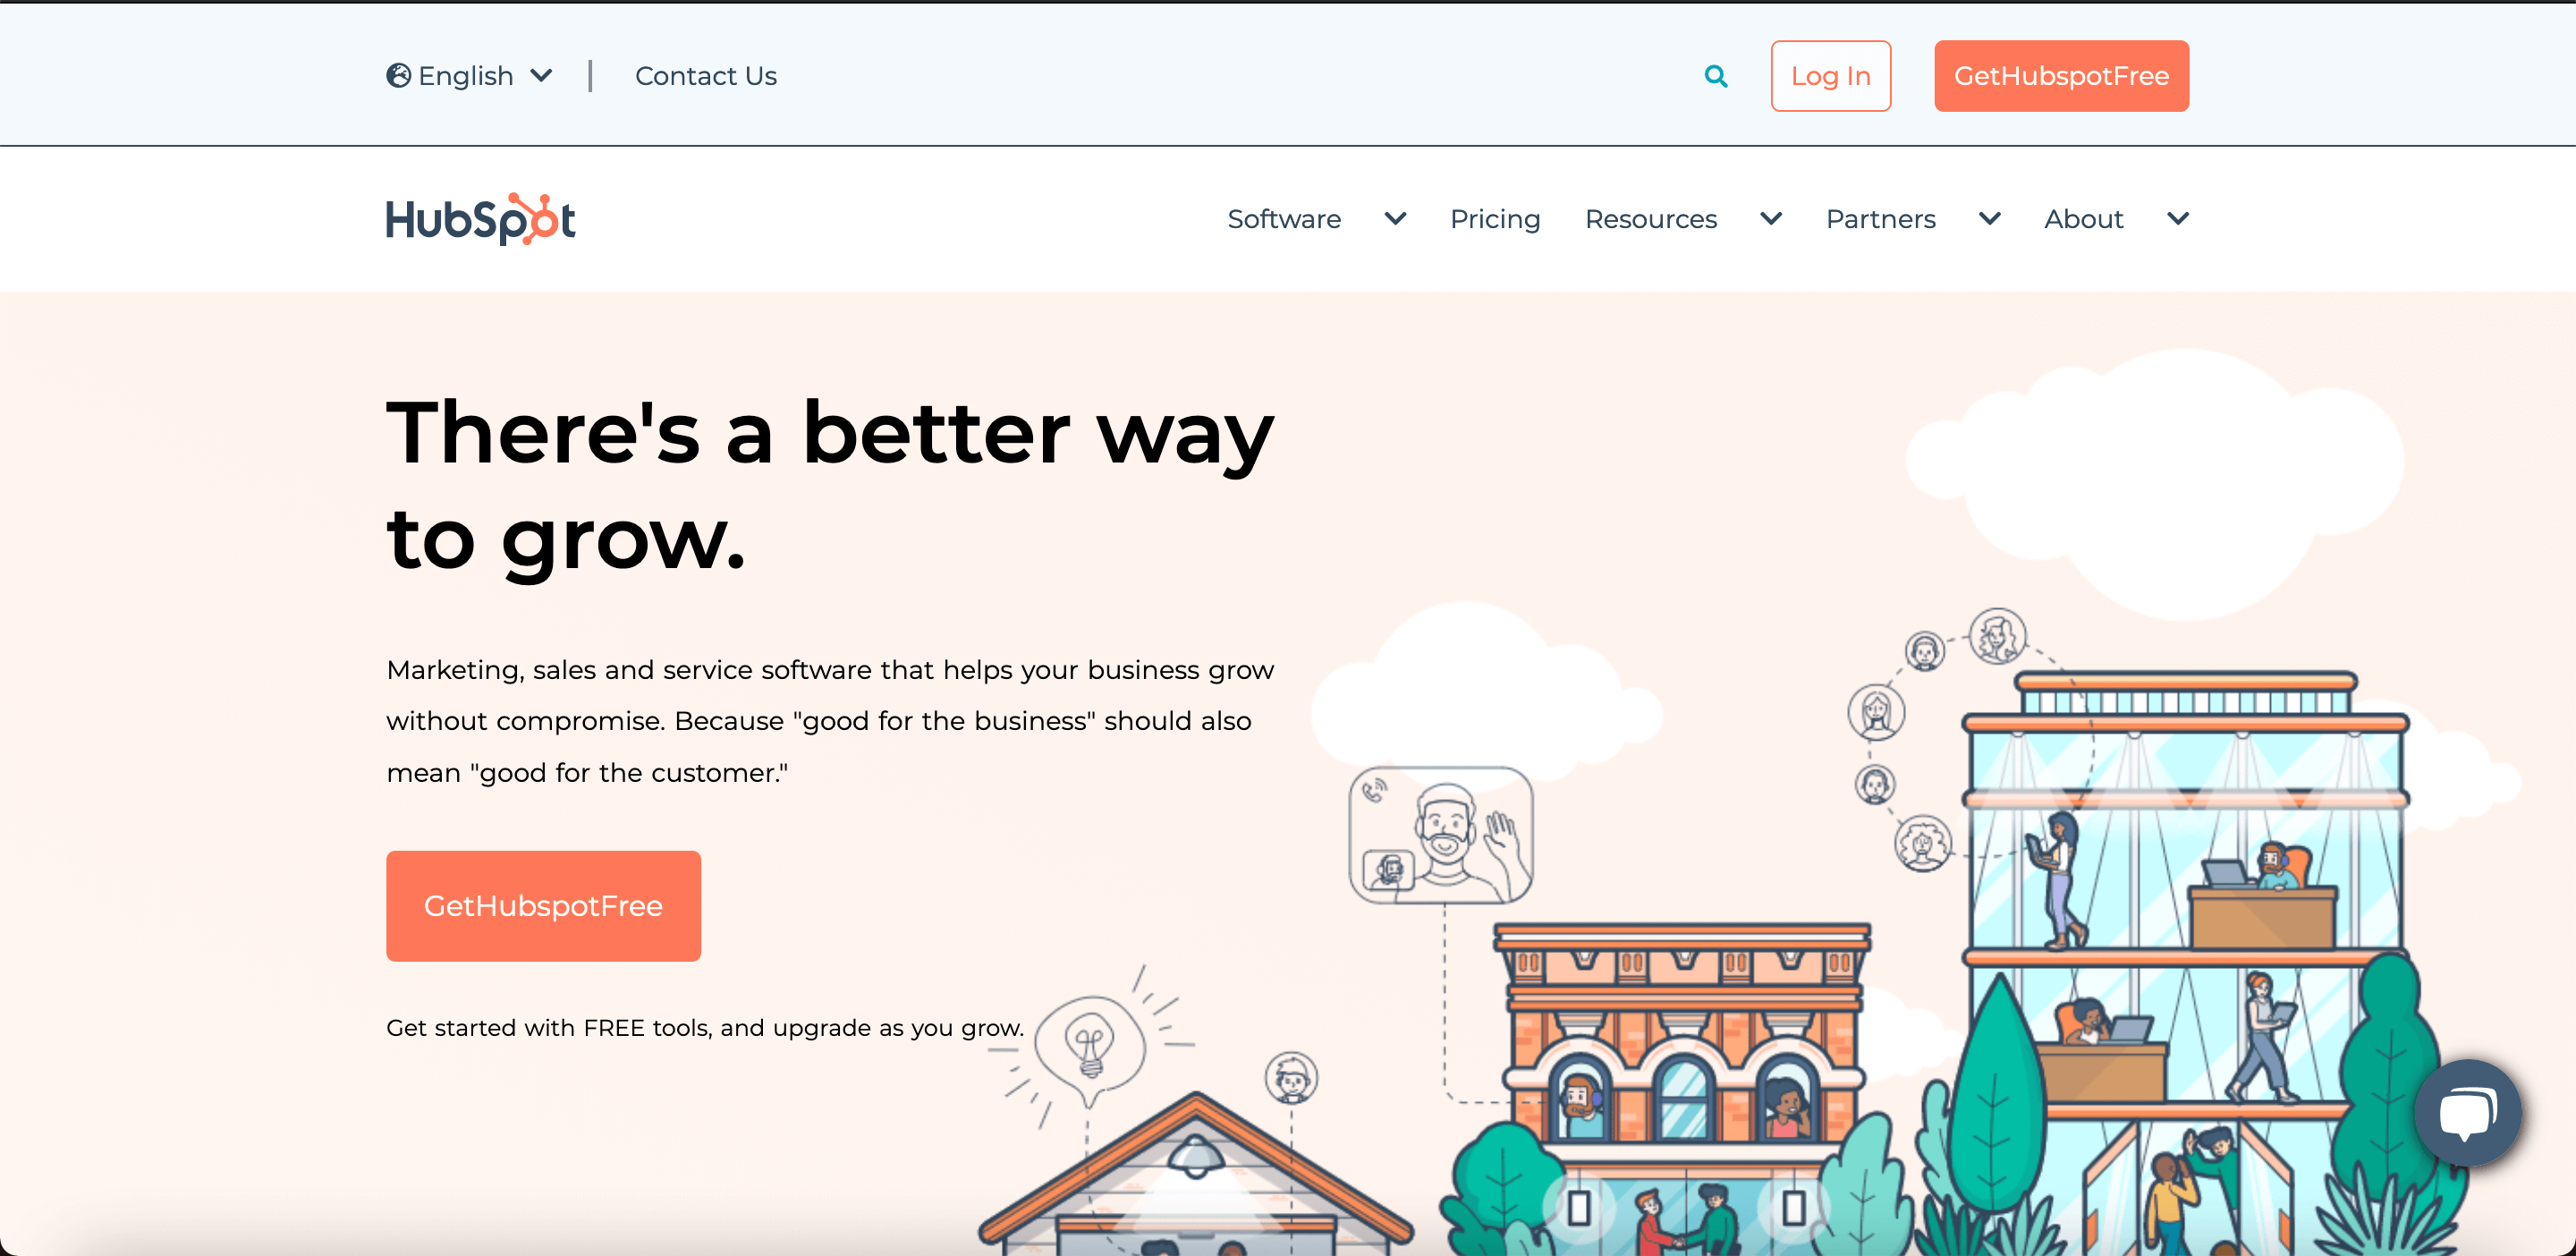 English
Contact Us
Log In
GetHubspotFree
HubSpot
Software
Pricing
Resources
Partners
About
There's a better way
to grow.
Marketing, sales and service software that helps your business grow
without compromise. Because "good for the business" should also
mean "good for the customer."
GetHubspotFree
Get started with FREE tools, and upgrade as you grow.